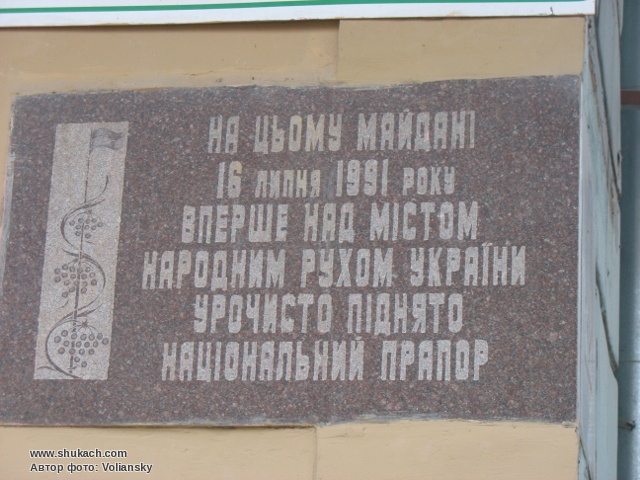 НА ЦЬОМУ МАЙДАНІ
16 ЛИПНЯ 1991 РОКУ
ВПЕРШЕ НАД МІСТОМ
НАРОДНИМ РУХОМ УКРАЇНИ
УРОЧИСТО ПІДНЯТО
НАЦІОНАЛЬНИЙ ПРАПОР
www.shukach.com
Автор фото: Voliansky